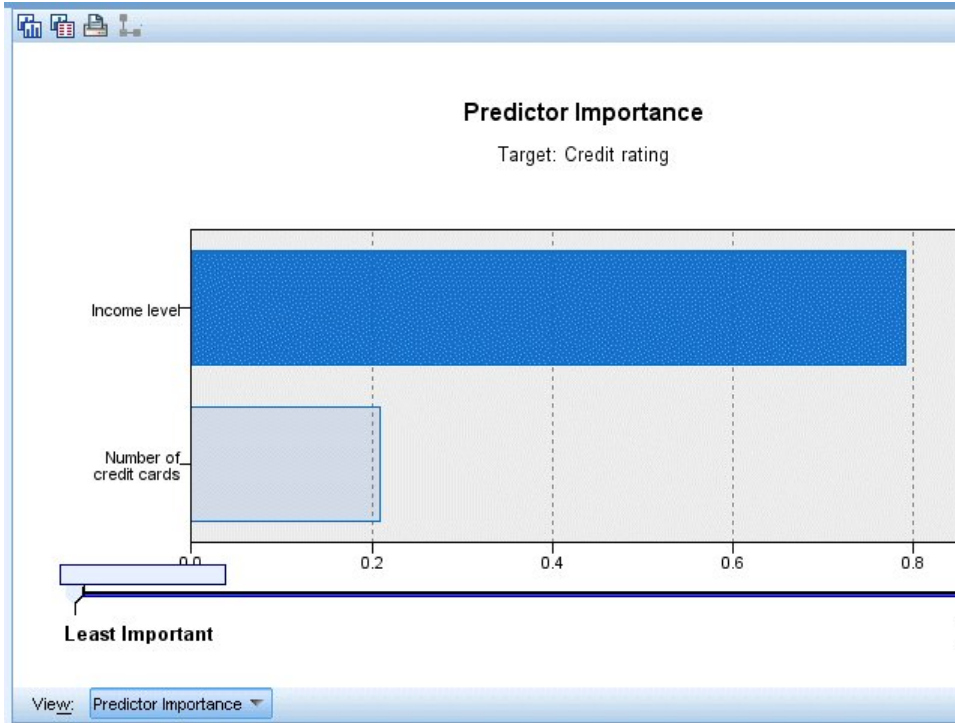 Predictor Importance
Target: Credit rating
Income level
Number of
credit cards
0.0 0.2 0.4 0.6 0.8
Least Important
View: Predictor Importance